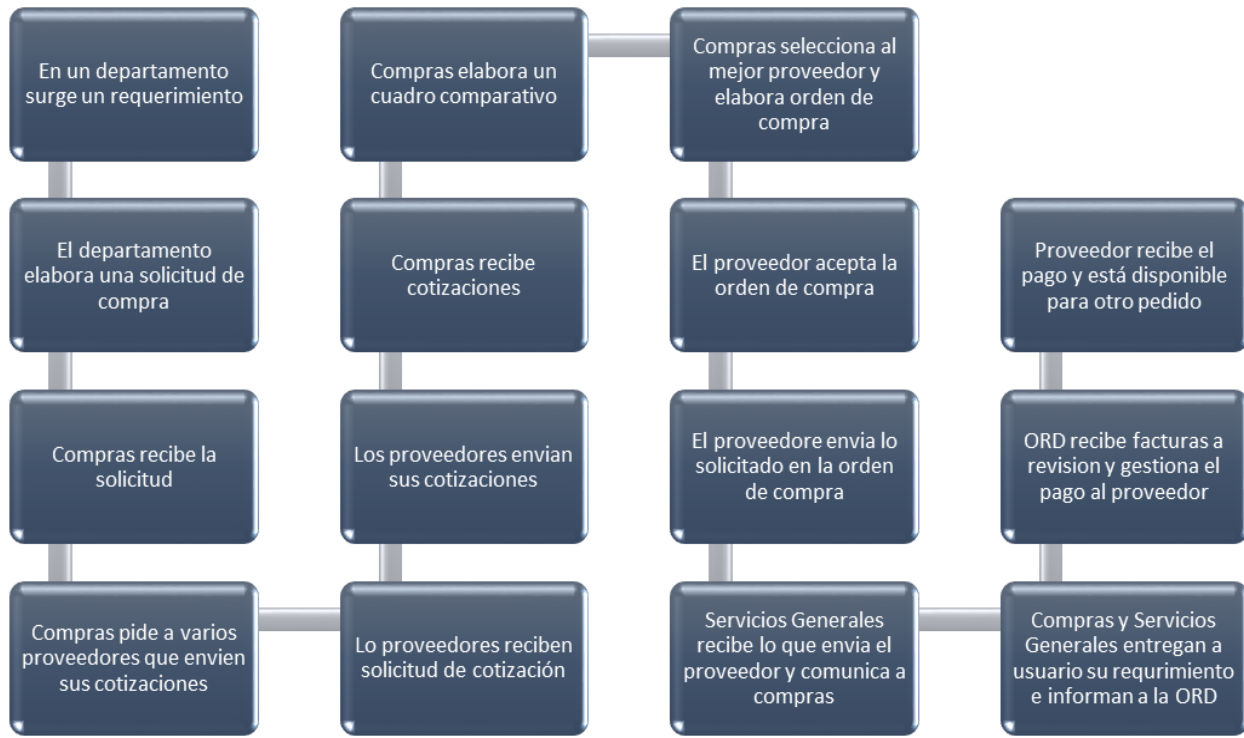 En un departamento
surge un requerimiento
El departamento
elabora una solicitud de
compra
Compras recibe la
solicitud
Compras pide a varios
proveedores que envien
sus cotizaciones
Lo proveedores reciben
solicitud de cotización
Los proveedores envian
sus cotizaciones
Compras recibe
cotizaciones
Compras elabora un
cuadro comparativo
Compras selecciona al
mejor proveedor y
elabora orden de
compra
El proveedor acepta la
orden de compra
El proveedore envia lo
solicitado en la orden
de compra
Servicios Generales
recibe lo que envia el
proveedor y comunica a
compras
Compras y Servicios
Generales entregan a
usuario su requrimiento
e informan a la ORD
ORD recibe facturas a
revision y gestiona el
pago al proveedor
Proveedor recibe el
pago y está disponible
para otro pedido